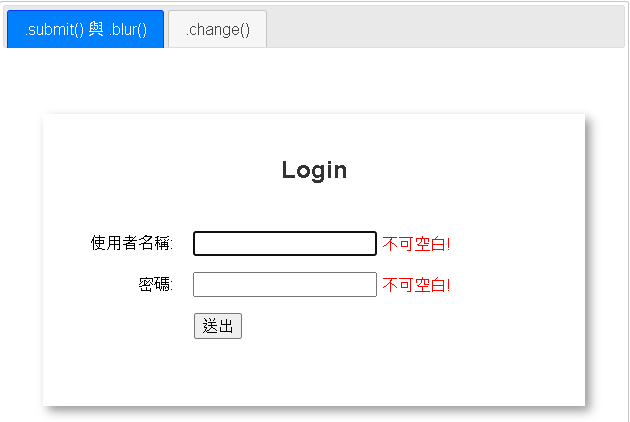 .submit() 與 .blur() .change()
Login
使用者名稱: 不可空白!
密碼: 不可空白!
送出